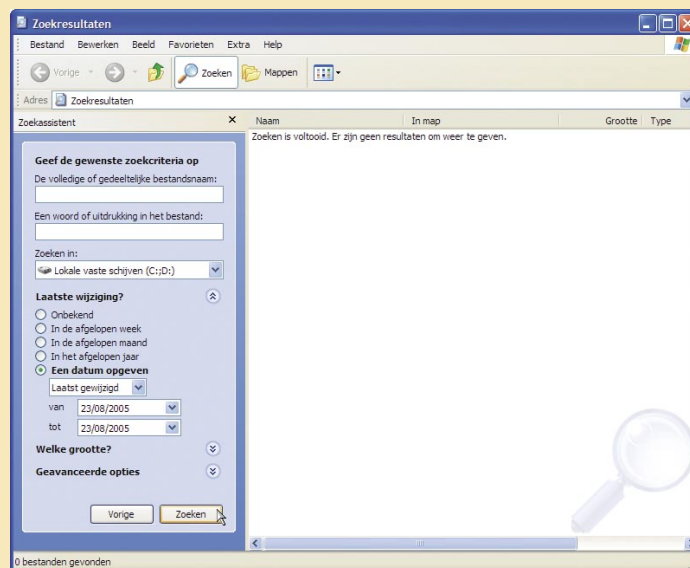 Zoekresultaten
Bestand Bewerken Beeld Favorieten Extra Help
Vorige Zoeken Mappen
Adres Zoekresultaten
Zoekassistent
Naam In map Grootte Type
Zoeken is voltooid. Er zijn geen resultaten om weer te geven.
Geef de gewenste zoekcriteria op
De volledige of gedeeltelijke bestandsnaam:
Een woord of uitdrukking in het bestand:
Zoeken in:
Lokale vaste schijven (C:;D:)
Laatste wijziging?
Onbekend
In de afgelopen week
In de afgelopen maand
In het afgelopen jaar
Een datum opgeven
Laatst gewijzigd
van 23/08/2005
tot 23/08/2005
Welke grootte?
Geavanceerde opties
Vorige Zoeken
0 bestanden gevonden